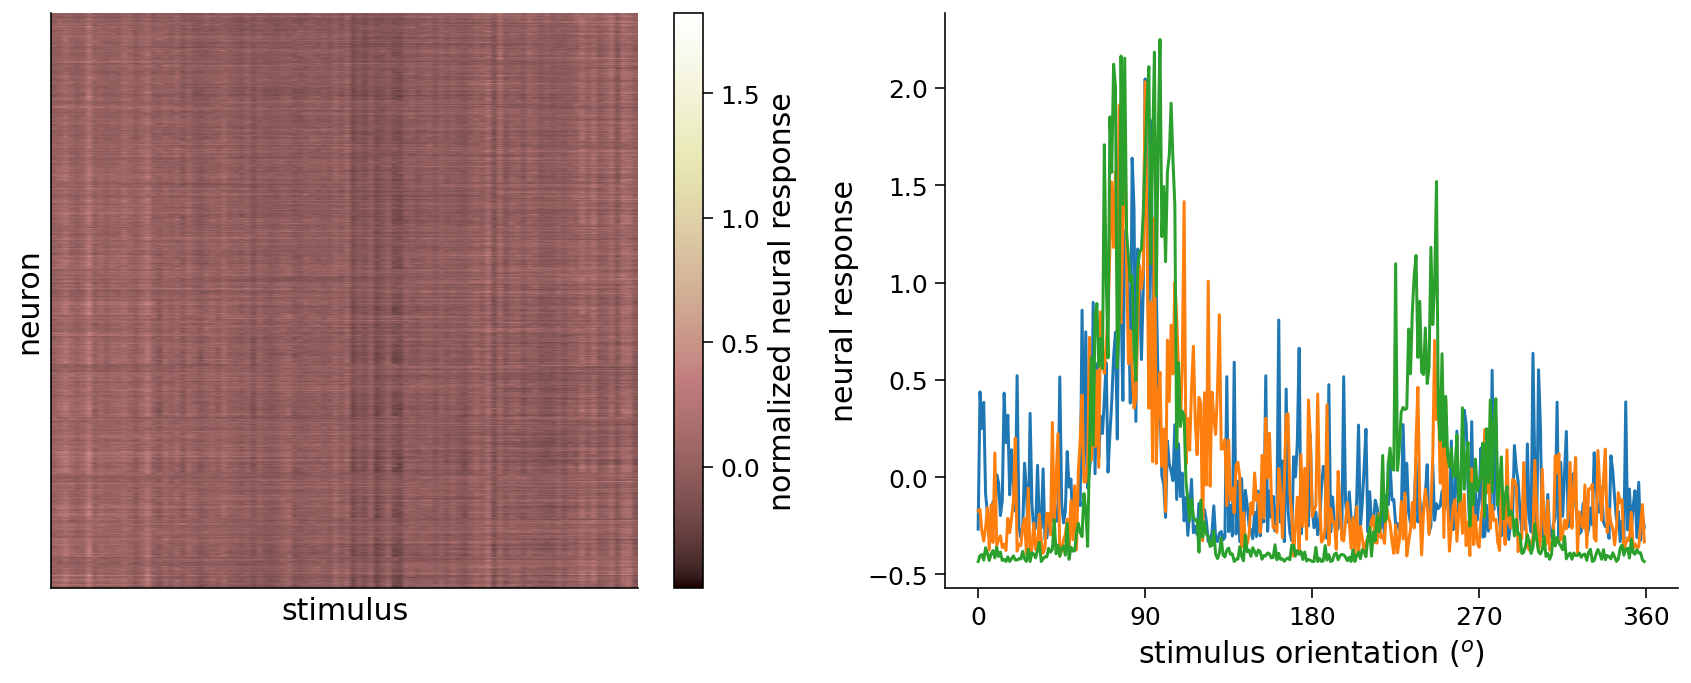 neuron
stimulus
1.5
1.0
0.5
0.0
normalized neural response
neural response
2.0
1.5
1.0
0.5
0.0
−0.5
0 90 180 270 360
stimulus orientation (o)